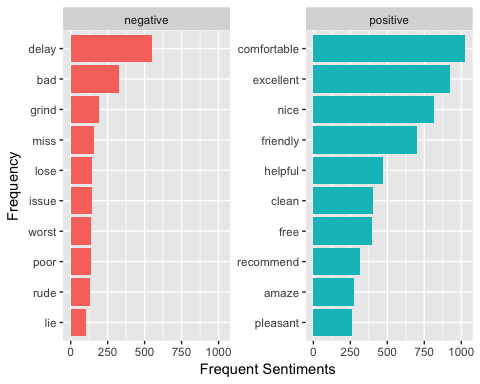 negative positive
delay
bad
grind
miss
lose
issue
worst
poor
rude
lie
comfortable
excellent
nice
friendly
helpful
clean
free
recommend
amaze
pleasant
0 250 500 750 1000
0 250 500 750 1000
Frequency
Frequent Sentiments